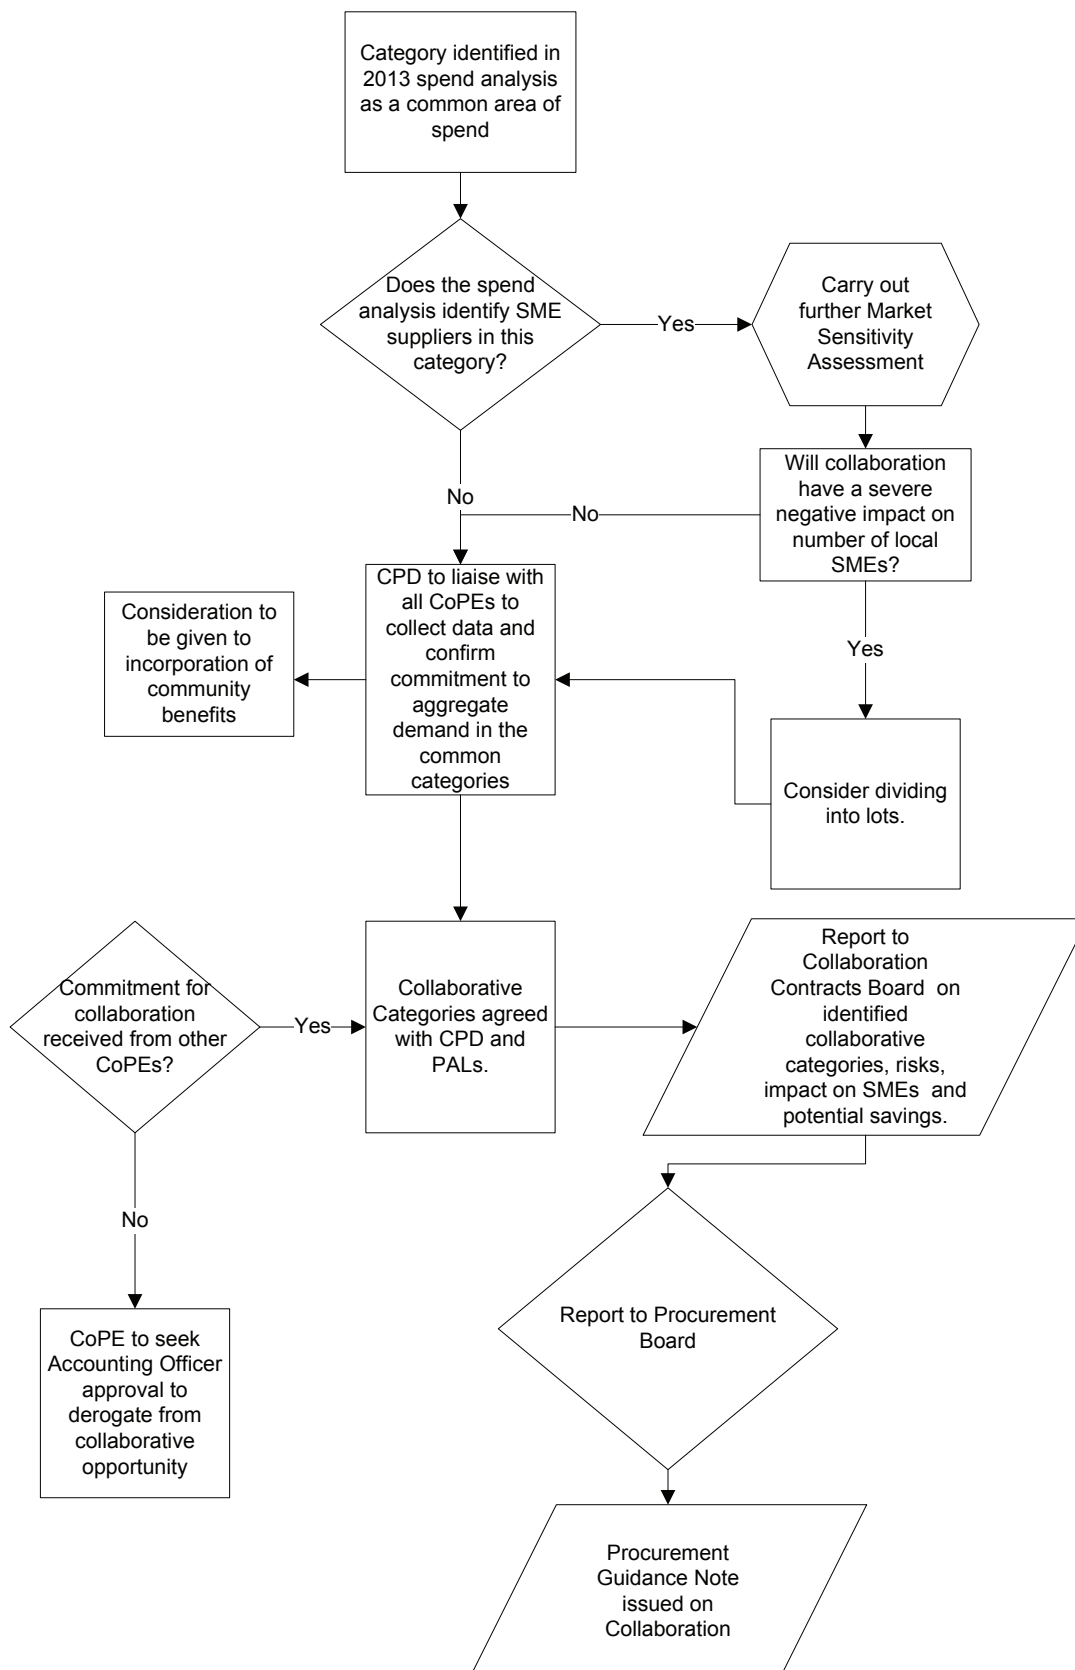 Category identified in
2013 spend analysis
as a common area of
spend
Does the spend
analysis identify SME
suppliers in this
category?
Yes
Carry out
further Market
Sensitivity
Assessment
No
Will collaboration
have a severe
negative impact on
number of local
SMEs?
No
Yes
Consider dividing
into lots.
CPD to liaise with
all CoPEs to
collect data and
confirm
commitment to
aggregate
demand in the
common
categories
Consideration to
be given to
incorporation of
community
benefits
Commitment for
collaboration
received from other
CoPEs?
Yes
Collaborative
Categories agreed
with CPD and
PALs.
Report to
Collaboration
Contracts Board on
identified
collaborative
categories, risks,
impact on SMEs and
potential savings.
No
CoPE to seek
Accounting Officer
approval to
derogate from
collaborative
opportunity
Report to Procurement
Board
Procurement
Guidance Note
issued on
Collaboration